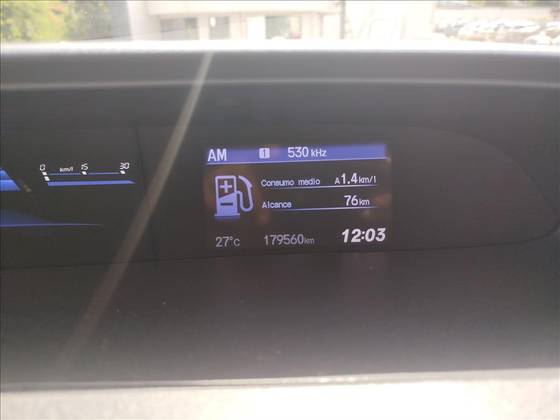 AM 1 530 kHz
0 km/l 15 30
Consumo medio A 1.4 km/l
Alcance 76 km
27°C 179560 km 12:03